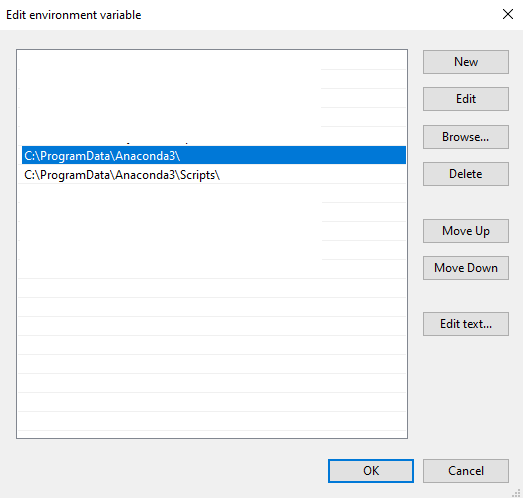 Edit environment variable
New
Edit
Browse...
Delete
Move Up
Move Down
Edit text...
C:\ProgramData\Anaconda3\
C:\ProgramData\Anaconda3\Scripts\
OK
Cancel